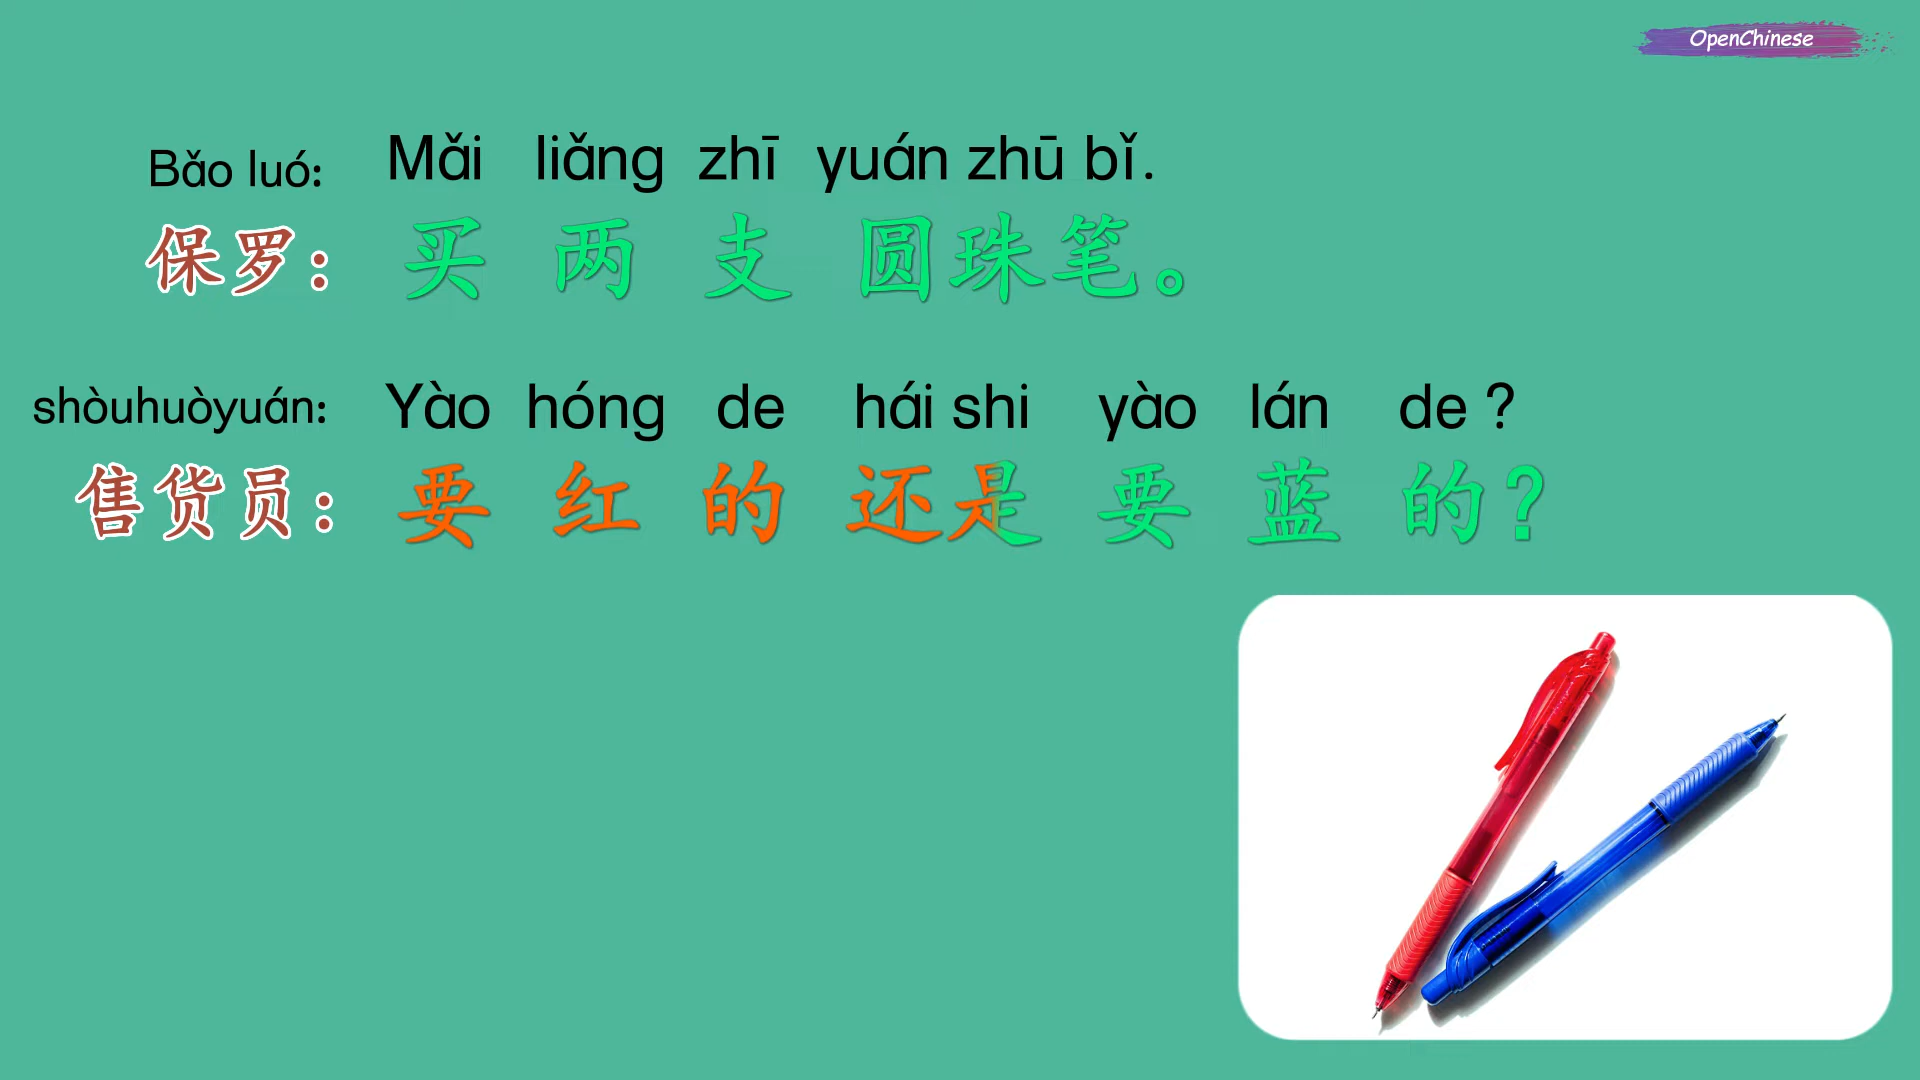 OpenChinese
Bǎo luó: Mǎi liǎng zhī yuán zhū bǐ.
保罗： 买 两 支 圆珠笔。
shòuhuòyuán: Yào hóng de hái shi yào lán de ?
售货员： 要 红 的 还是 要 蓝 的？